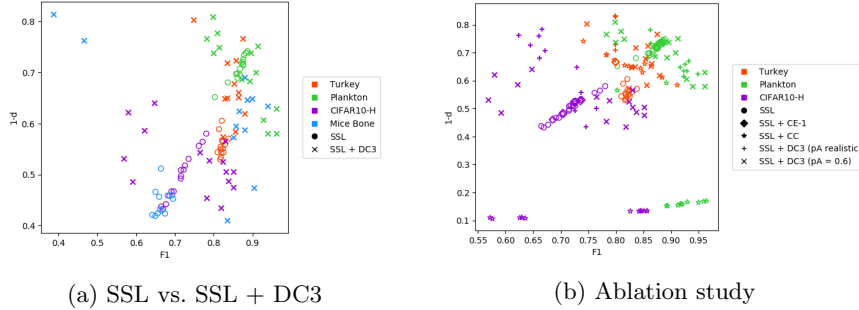 0.8
0.7
0.6
0.5
0.4
1-d
0.4 0.5 0.6 0.7 0.8 0.9
F1
Turkey
Plankton
CIFAR10-H
Mice Bone
SSL
SSL + DC3
(a) SSL vs. SSL + DC3
0.8
0.7
0.6
0.5
0.4
0.3
0.2
0.1
1-d
0.55 0.60 0.65 0.70 0.75 0.80 0.85 0.90 0.95
F1
Turkey
Plankton
CIFAR10-H
SSL
SSL + CE-1
SSL + CC
SSL + DC3 (pA realistic)
SSL + DC3 (pA = 0.6)
(b) Ablation study